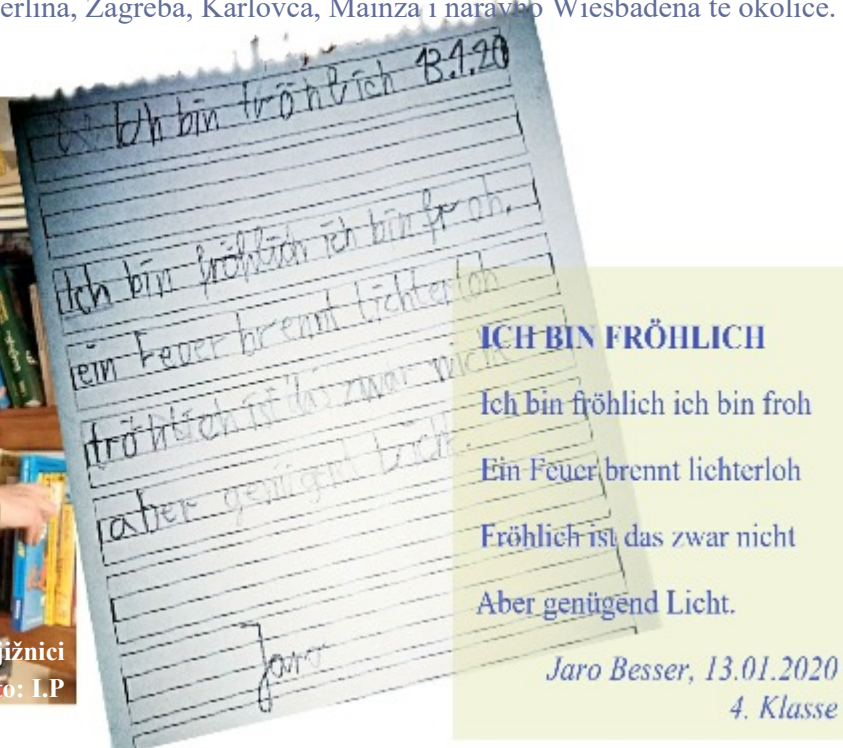 erlina, Zagreba, Karlovca, Mainza i naravno Wiesbadena te okolice.
Ich bin fröhlich 13.1.20
Ich bin fröhlich ich bin froh.
ein Feuer brennt lichterloh
fröhlich ist das zwar nicht
aber genügent Licht.
Jaro
ICH BIN FRÖHLICH
Ich bin fröhlich ich bin froh
Ein Feuer brennt lichterloh
Fröhlich ist das zwar nicht
Aber genügend Licht.
Jaro Besser, 13.01.2020
4. Klasse
jižnici
to: I.P